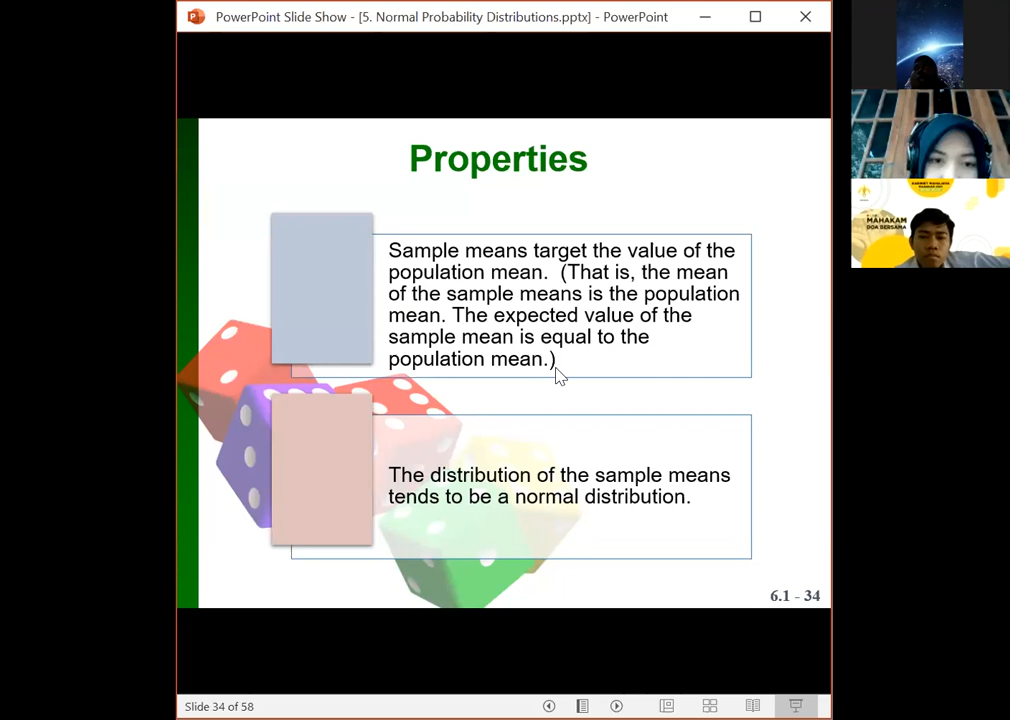 PowerPoint Slide Show - [5. Normal Probability Distributions.pptx] - PowerPoint
Properties
Sample means target the value of the
population mean. (That is, the mean
of the sample means is the population
mean. The expected value of the
sample mean is equal to the
population mean.)
The distribution of the sample means
tends to be a normal distribution.
6.1 - 34
Slide 34 of 58
MAHAKAM
DOA BERSAMA